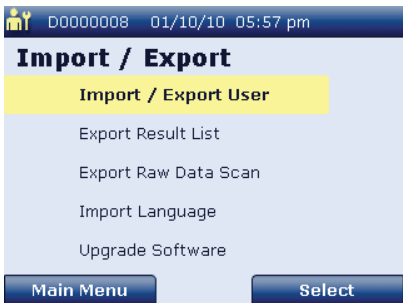 D0000008 01/10/10 05:57 pm
Import / Export
Import / Export User
Export Result List
Export Raw Data Scan
Import Language
Upgrade Software
Main Menu Select